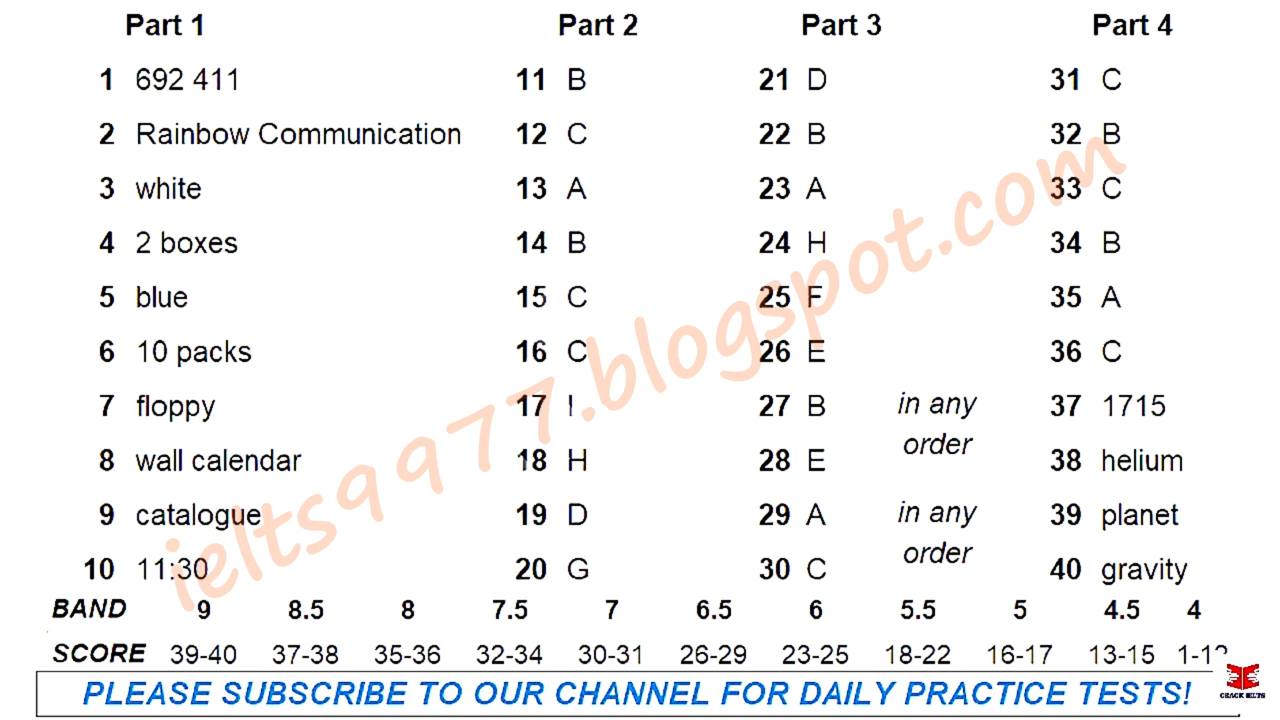 Part 1 Part 2 Part 3 Part 4
1 692 411 11 B 21 D 31 C
2 Rainbow Communication 12 C 22 B 32 B
3 white 13 A 23 A 33 C
4 2 boxes 14 B 24 H 34 B
5 blue 15 C 25 F 35 A
6 10 packs 16 C 26 E 36 C
7 floppy 17 I 27 B in any 37 1715
order
8 wall calendar 18 H 28 E 38 helium
9 catalogue 19 D 29 A in any 39 planet
order
10 11:30 20 G 30 C 40 gravity
ielts9977.blogspot.com
BAND 9 8.5 8 7.5 7 6.5 6 5.5 5 4.5 4
SCORE 39-40 37-38 35-36 32-34 30-31 26-29 23-25 18-22 16-17 13-15
PLEASE SUBSCRIBE TO OUR CHANNEL FOR DAILY PRACTICE TESTS!
CRACK IELTS